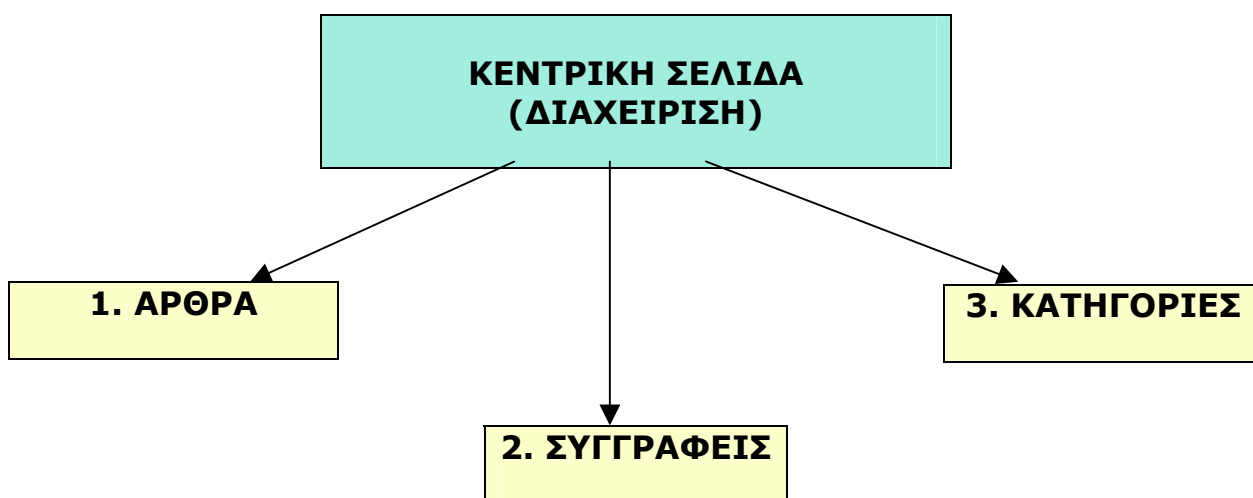 ΚΕΝΤΡΙΚΗ ΣΕΛΙΔΑ
(ΔΙΑΧΕΙΡΙΣΗ)
1. ΑΡΘΡΑ
3. ΚΑΤΗΓΟΡΙΕΣ
2. ΣΥΓΓΡΑΦΕΙΣ